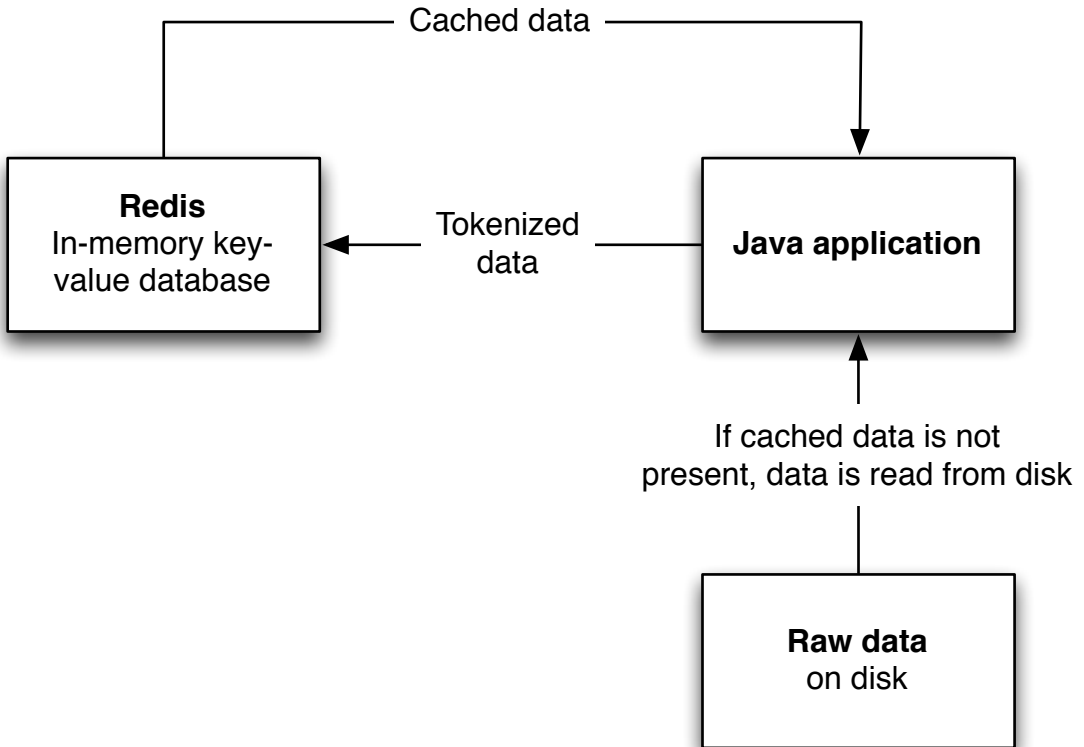 Cached data
Redis
In-memory key-
value database
Tokenized
data
Java application
If cached data is not
present, data is read from disk
Raw data
on disk